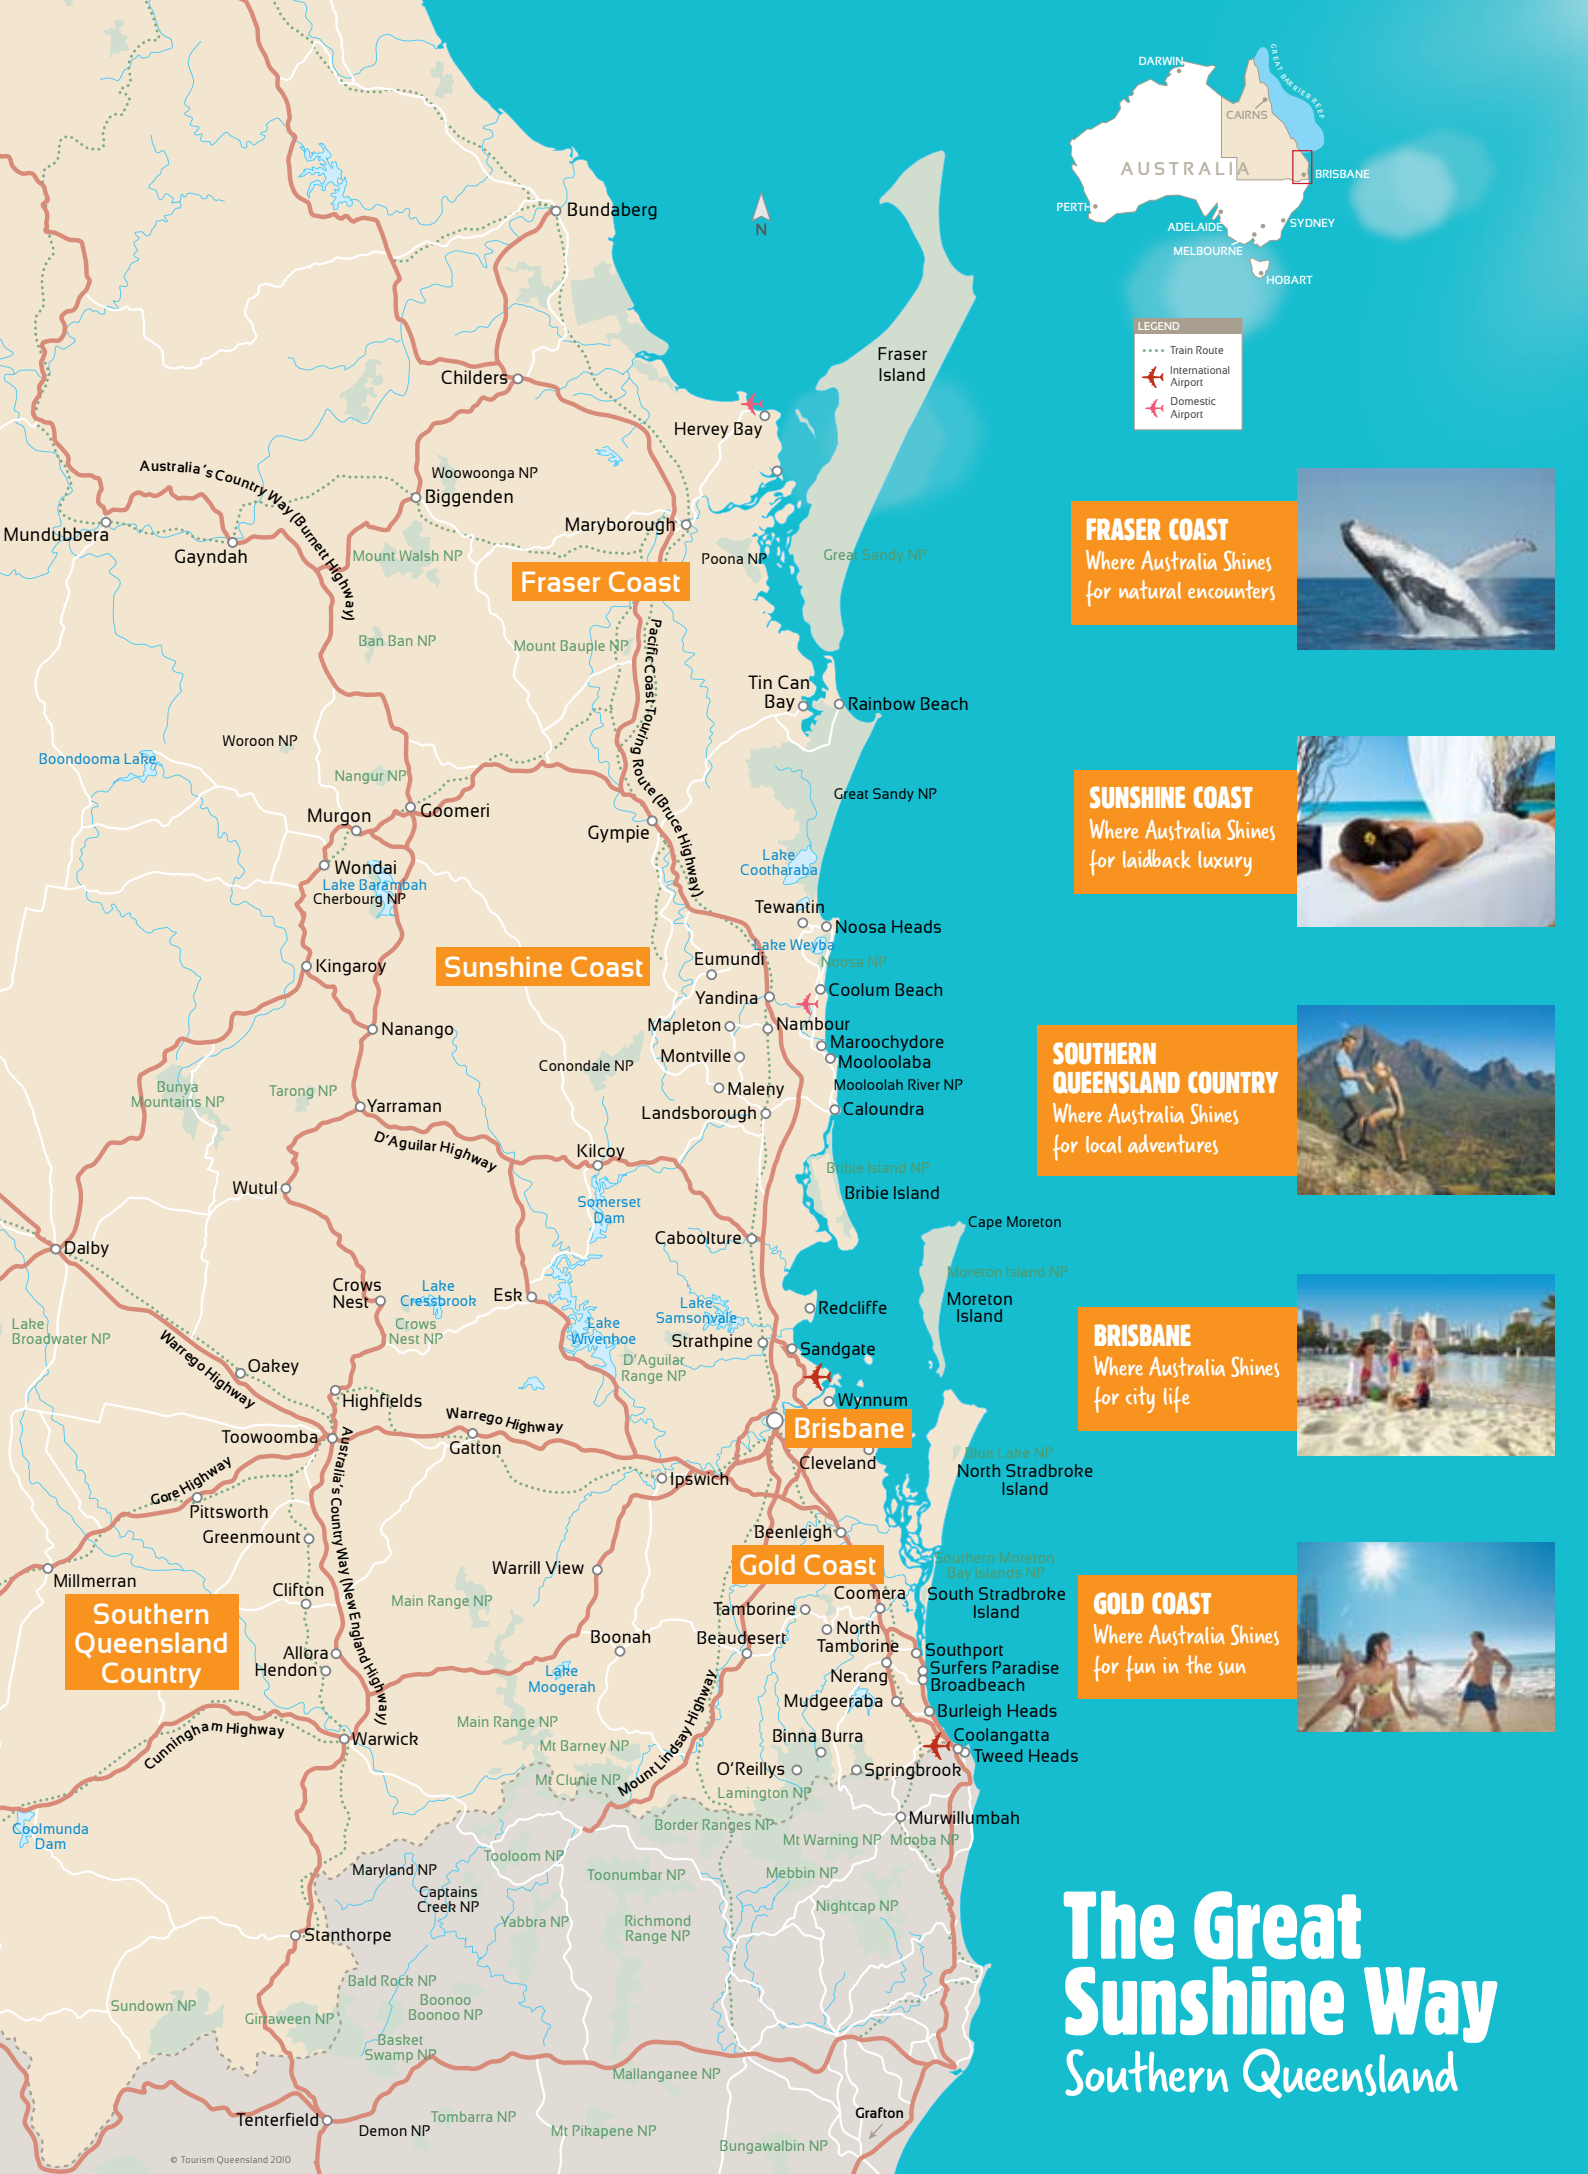 DARWIN
GREAT BARRIER REEF
CAIRNS
AUSTRALIA
BRISBANE
PERTH
ADELAIDE
SYDNEY
MELBOURNE
HOBART
LEGEND
Train Route
International
Airport
Domestic
Airport
N
Bundaberg
Fraser
Island
Childers
Hervey Bay
Australia's Country Way (Burnett Highway)
Woowoonga NP
Biggenden
Maryborough
Mundubbera
Gayndah
Mount Walsh NP
Poona NP
Great Sandy NP
Fraser Coast
Ban Ban NP
Mount Bauple NP
Pacific Coast Touring Route (Bruce Highway)
Tin Can
Bay
Rainbow Beach
Woroon NP
Boondooma Lake
Nangur NP
Great Sandy NP
Murgon
Goomeri
Gympie
Wondai
Lake
Cootharaba
Lake Barambah
Cherbourg NP
Tewantin
Noosa Heads
Lake Weyba
Eumundi
Noosa NP
Kingaroy
Sunshine Coast
Yandina
Coolum Beach
Nanango
Mapleton
Nambour
Maroochydore
Montville
Mooloolaba
Conondale NP
Mooloolah River NP
Bunya
Mountains NP
Tarong NP
Maleny
Yarraman
Landsborough
Caloundra
D'Aguilar Highway
Kilcoy
Bribie Island NP
Wutul
Bribie Island
Somerset
Dam
Cape Moreton
Dalby
Caboolture
Moreton Island NP
Crows
Nest
Lake
Cressbrook
Esk
Moreton
Island
Lake
Samsonvale
Redcliffe
Lake
Broadwater NP
Crows
Nest NP
Lake
Wivenhoe
Strathpine
Sandgate
Warrego Highway
Oakey
D'Aguilar
Range NP
Highfields
Wynnum
Warrego Highway
Brisbane
Toowoomba
Gatton
Cleveland
Blue Lake NP
North Stradbroke
Island
Gore Highway
Ipswich
Pittsworth
Australia's Country Way (New England Highway)
Greenmount
Beenleigh
Gold Coast
Southern Moreton
Bay Islands NP
Millmerran
Warrill View
Clifton
Main Range NP
Coomera
South Stradbroke
Island
Southern
Queensland
Country
Tamborine
North
Tamborine
Boonah
Beaudesert
Allora
Hendon
Southport
Surfers Paradise
Broadbeach
Nerang
Lake
Moogerah
Mudgeeraba
Burleigh Heads
Main Range NP
Cunningham Highway
Warwick
Mt Barney NP
Mount Lindsay Highway
Binna Burra
Coolangatta
Tweed Heads
O'Reillys
Springbrook
Mt Clunie NP
Lamington NP
Coolmunda
Dam
Border Ranges NP
Murwillumbah
Mt Warning NP
Mooba NP
Tooloom NP
Maryland NP
Toonumbar NP
Mebbin NP
Captains
Creek NP
Yabbra NP
Richmond
Range NP
Nightcap NP
Stanthorpe
Bald Rock NP
Sundown NP
Girraween NP
Boonoo
Boonoo NP
Basket
Swamp NP
Mallanganee NP
Tenterfield
Demon NP
Tombarra NP
Mt Pikapene NP
Grafton
Bungawalbin NP
© Tourism Queensland 2010
FRASER COAST
Where Australia Shines
for natural encounters
SUNSHINE COAST
Where Australia Shines
for laidback luxury
SOUTHERN
QUEENSLAND COUNTRY
Where Australia Shines
for local adventures
BRISBANE
Where Australia Shines
for city life
GOLD COAST
Where Australia Shines
for fun in the sun
The Great
Sunshine Way
Southern Queensland